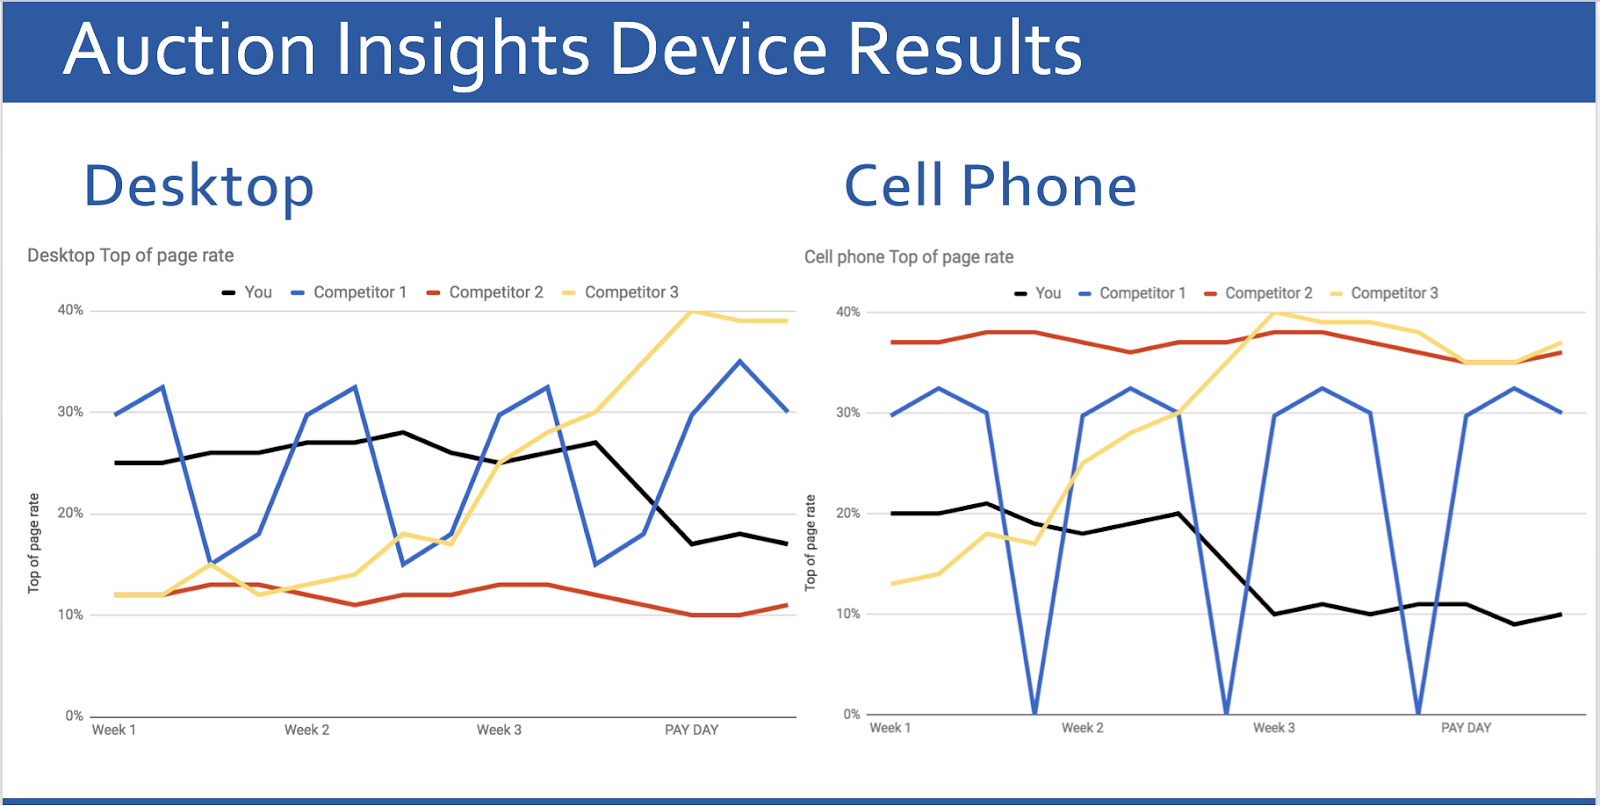 Auction Insights Device Results
Desktop
Desktop Top of page rate
You Competitor 1 Competitor 2 Competitor 3
40%
30%
20%
10%
0%
Top of page rate
Week 1 Week 2 Week 3 PAY DAY
Cell Phone
Cell phone Top of page rate
You Competitor 1 Competitor 2 Competitor 3
40%
30%
20%
10%
0%
Top of page rate
Week 1 Week 2 Week 3 PAY DAY